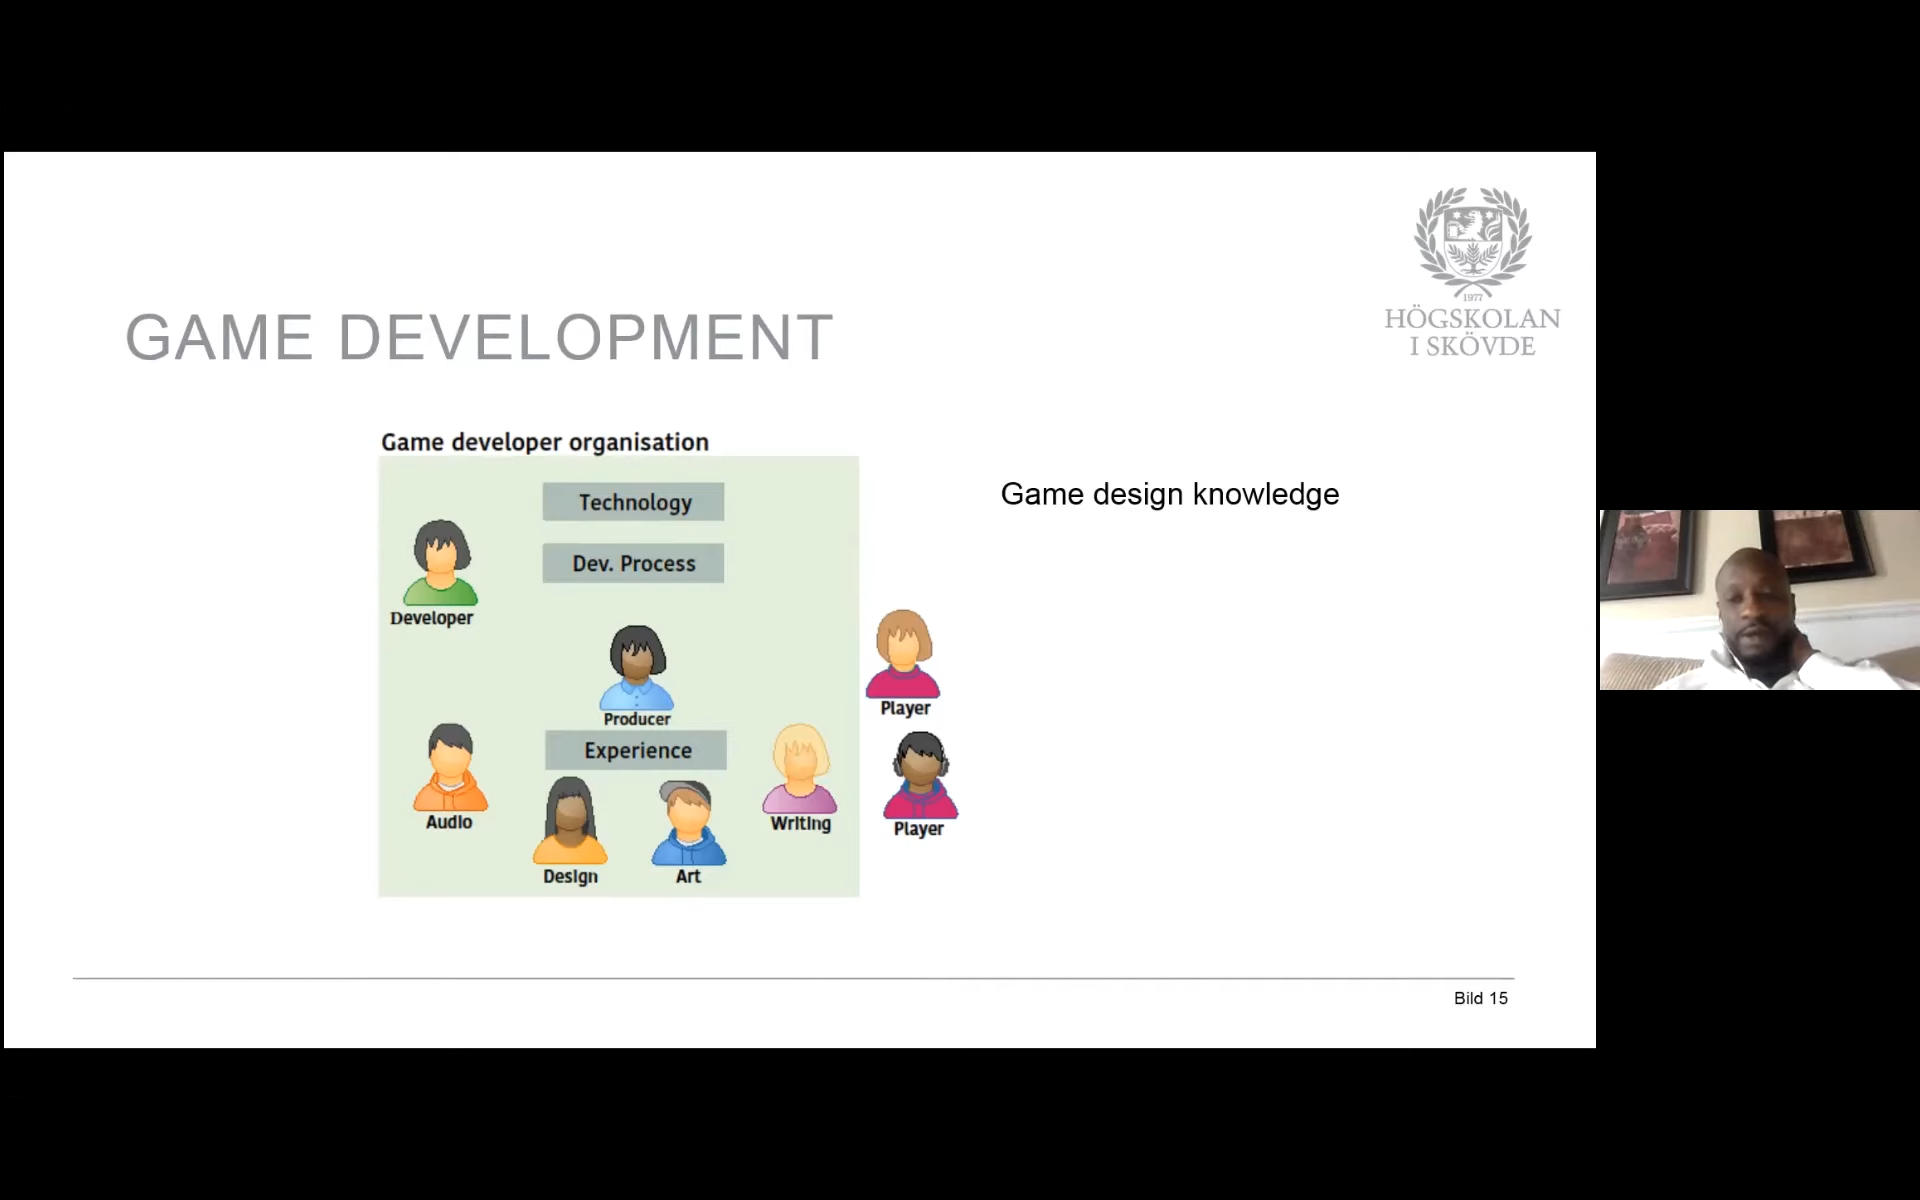 1977
HÖGSKOLAN
I SKÖVDE
GAME DEVELOPMENT
Game developer organisation
Technology
Dev. Process
Developer
Producer
Experience
Audio
Design
Art
Writing
Player
Player
Game design knowledge
Bild 15